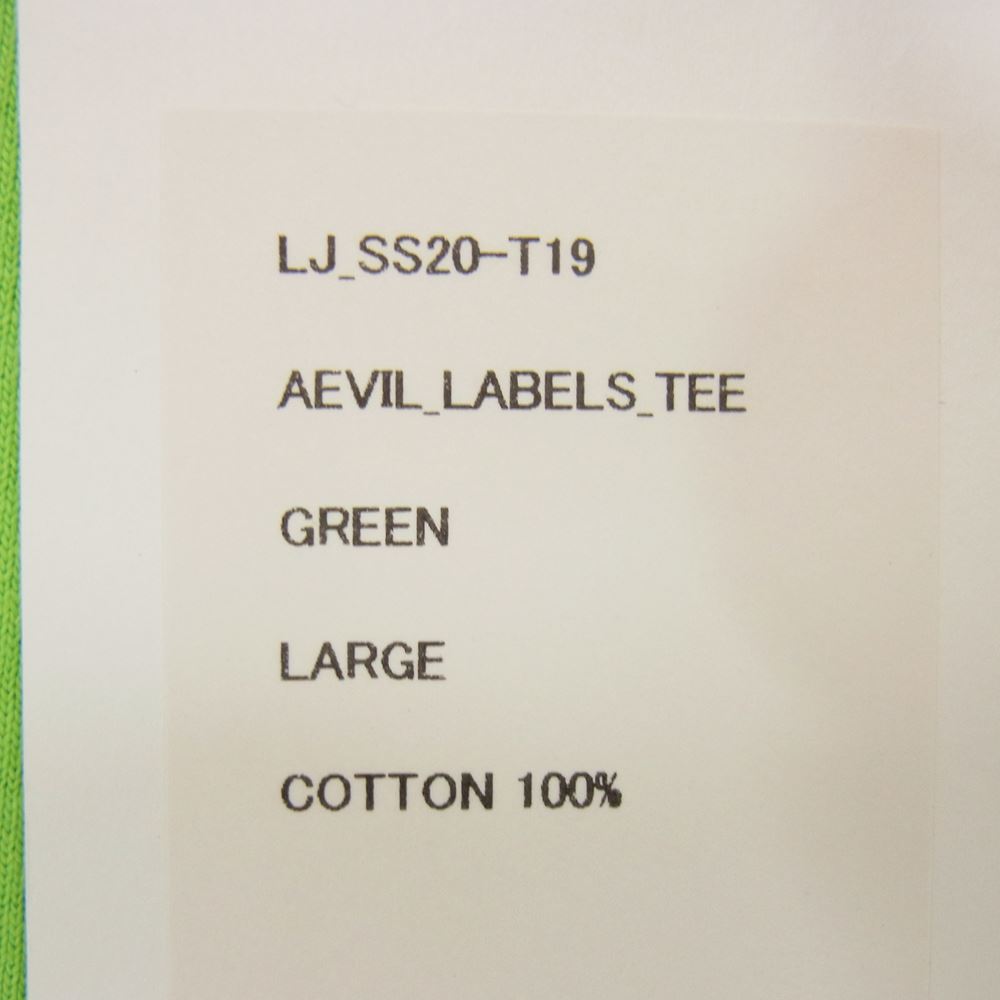 LJ_SS20-T19
AEVIL_LABELS_TEE
GREEN
LARGE
COTTON 100%